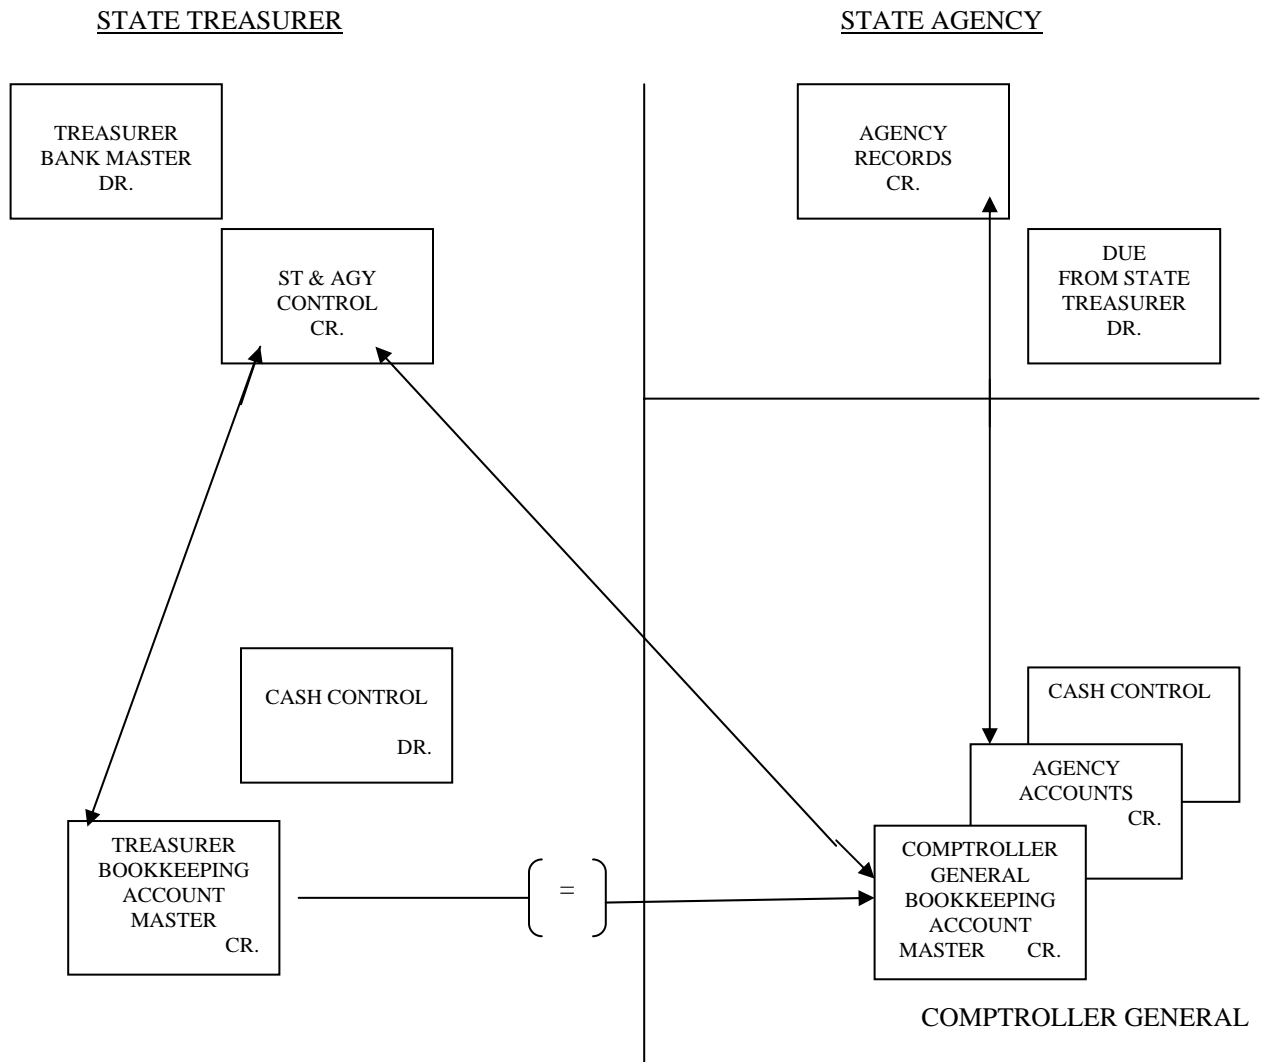 STATE TREASURER
STATE AGENCY
TREASURER
BANK MASTER
DR.
AGENCY
RECORDS
CR.
ST & AGY
CONTROL
CR.
DUE
FROM STATE
TREASURER
DR.
CASH CONTROL
DR.
CASH CONTROL
AGENCY
ACCOUNTS
CR.
TREASURER
BOOKKEEPING
ACCOUNT
MASTER
CR.
=
COMPTROLLER
GENERAL
BOOKKEEPING
ACCOUNT
MASTER CR.
COMPTROLLER GENERAL